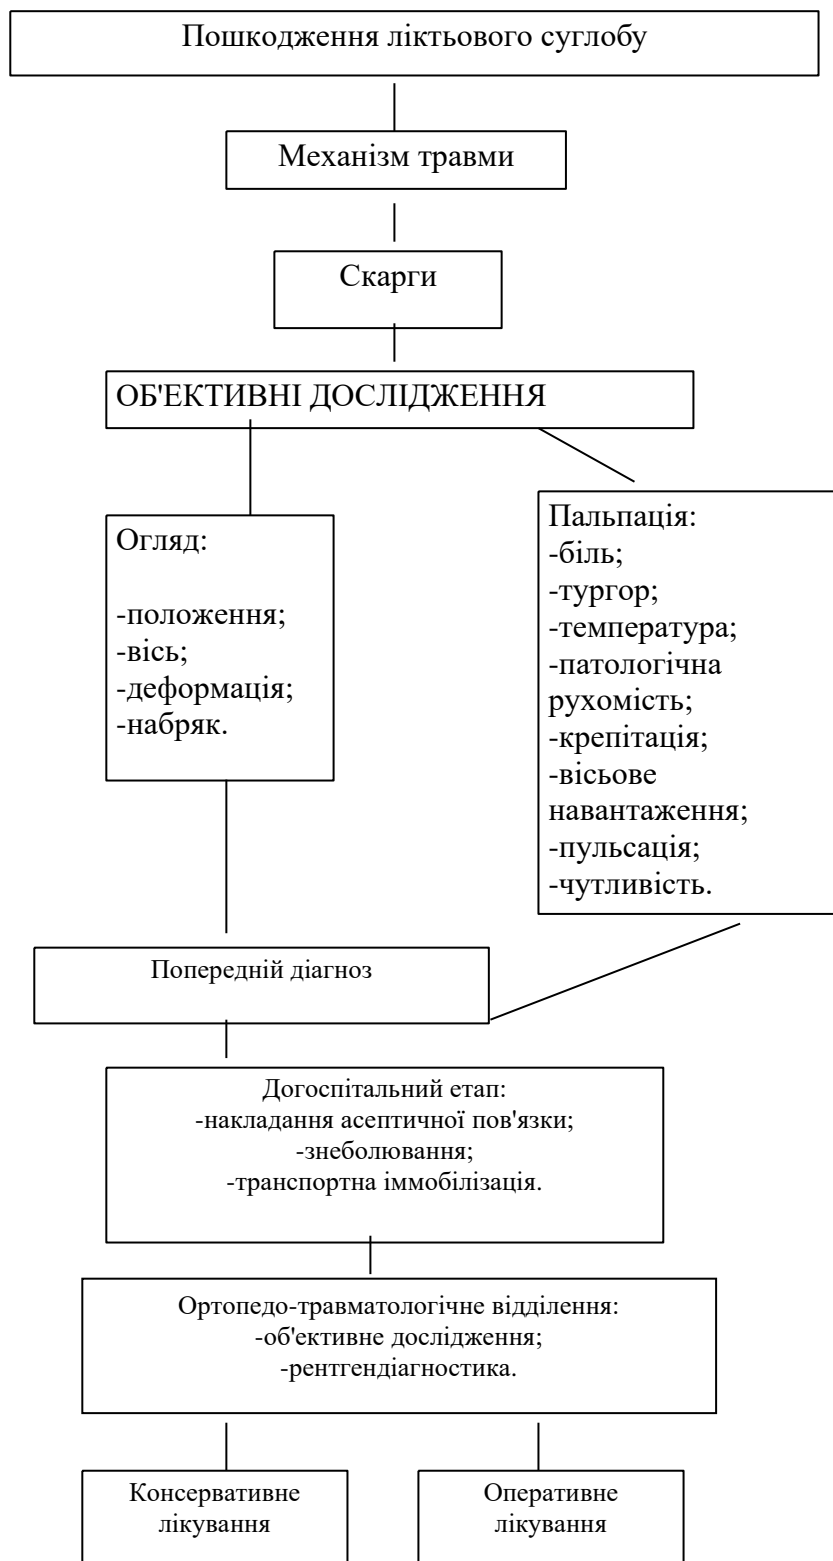 Пошкодження ліктьового суглобу
Механізм травми
Скарги
ОБ'ЕКТИВНІ ДОСЛІДЖЕННЯ
Огляд:
-положення;
-вісь;
-деформація;
-набряк.
Пальпація:
-біль;
-тургор;
-температура;
-патологічна
рухомість;
-крепітація;
-вісьове
навантаження;
-пульсація;
-чутливість.
Попередній діагноз
Догоспітальний етап:
-накладання асептичної пов'язки;
-знеболювання;
-транспортна іммобілізація.
Ортопедо-травматологічне відділення:
-об'єктивне дослідження;
-рентгендіагностика.
Консервативне
лікування
Оперативне
лікування